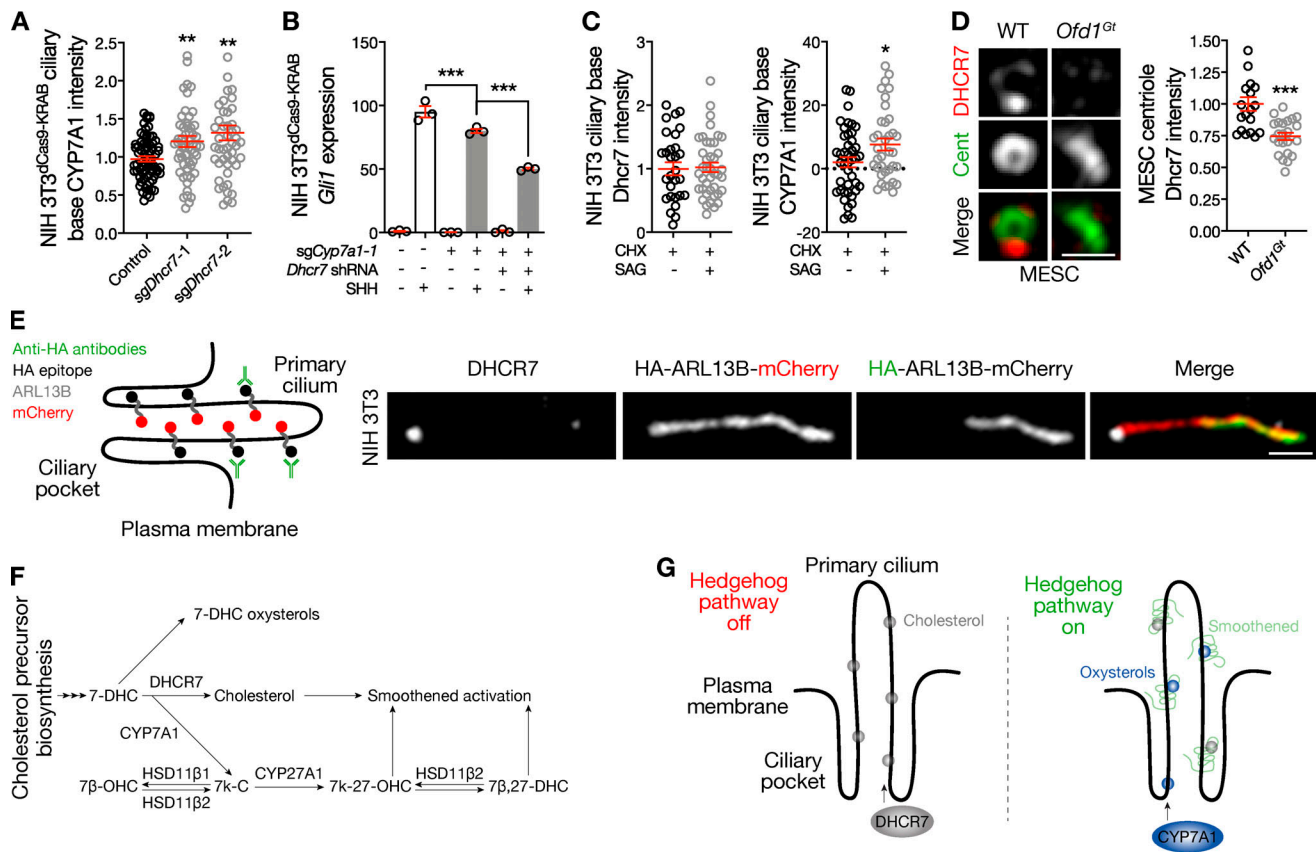 A
NIH 3T3dCas9-KRAB ciliary
base CYP7A1 intensity
2.5
2.0
1.5
1.0
0.5
0.0
**
**
Control
sgDhcr7-1
sgDhcr7-2
B
NIH 3T3dCas9-KRAB
Gli1 expression
150
100
50
0
***
***
sgCyp7a1-1 - - + + + +
Dhcr7 shRNA - - - - + +
SHH - + - + - +
C
NIH 3T3 ciliary base
Dhcr7 intensity
3
2
1
0
CHX + +
SAG - +
NIH 3T3 ciliary base
CYP7A1 intensity
40
20
0
-20
*
CHX + +
SAG - +
D
WT Ofd1Gt
DHCR7
Cent
Merge
MESC
MESC centriole
Dhcr7 intensity
1.50
1.25
1.00
0.75
0.50
0.25
0.00
***
WT
Ofd1Gt
E
Anti-HA antibodies
HA epitope
ARL13B
mCherry
Primary
cilium
Ciliary
pocket
Plasma membrane
NIH 3T3
DHCR7
HA-ARL13B-mCherry
HA-ARL13B-mCherry
Merge
F
Cholesterol precursor
biosynthesis
7-DHC oxysterols
7-DHC
DHCR7
Cholesterol
Smoothened activation
CYP7A1
7β-OHC
HSD11β1
HSD11β2
7k-C
CYP27A1
7k-27-OHC
HSD11β2
7β,27-DHC
G
Hedgehog
pathway
off
Primary cilium
Cholesterol
Plasma
membrane
Ciliary
pocket
DHCR7
Hedgehog
pathway
on
Smoothened
Oxysterols
CYP7A1